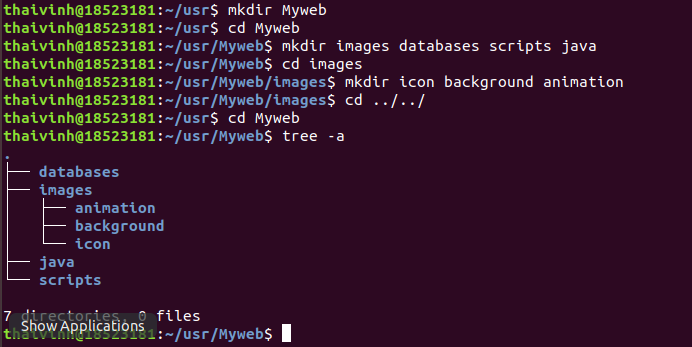 thaivinh@18523181:~/usr$ mkdir Myweb
thaivinh@18523181:~/usr$ cd Myweb
thaivinh@18523181:~/usr/Myweb$ mkdir images databases scripts java
thaivinh@18523181:~/usr/Myweb$ cd images
thaivinh@18523181:~/usr/Myweb/images$ mkdir icon background animation
thaivinh@18523181:~/usr/Myweb/images$ cd ../../
thaivinh@18523181:~/usr$ cd Myweb
thaivinh@18523181:~/usr/Myweb$ tree -a
.
├── databases
├── images
│   ├── animation
│   ├── background
│   └── icon
├── java
└── scripts
7 directories, 0 files
Show Applications
thaivinh@18523181:~/usr/Myweb$